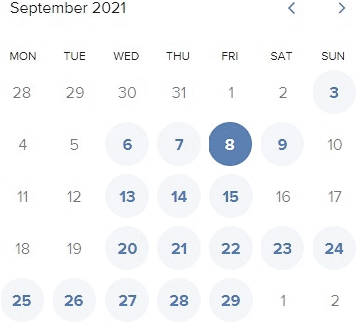 September 2021 < >
MON TUE WED THU FRI SAT SUN
28 29 30 31 1 2 3
4 5 6 7 8 9 10
11 12 13 14 15 16 17
18 19 20 21 22 23 24
25 26 27 28 29 1 2